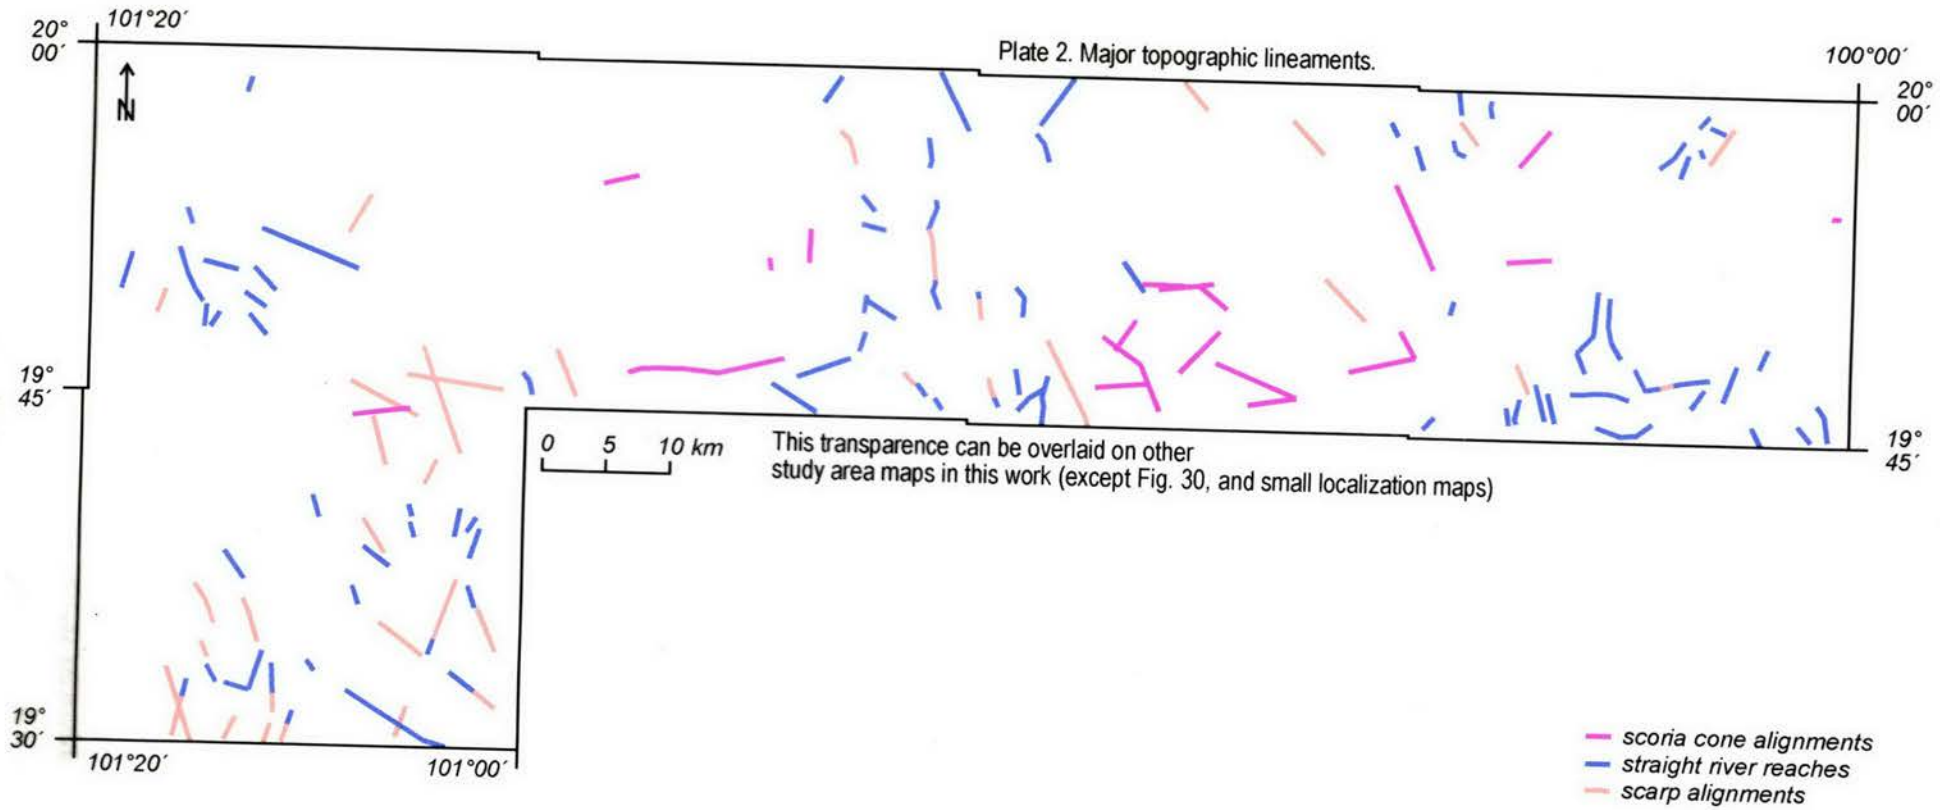 101°20′
20°
00′
Plate 2. Major topographic lineaments.
100°00′
20°
00′
N
19°
45′
0 5 10 km
This transparence can be overlaid on other
study area maps in this work (except Fig. 30, and small localization maps)
19°
45′
19°
30′
101°20′
101°00′
scoria cone alignments
straight river reaches
scarp alignments